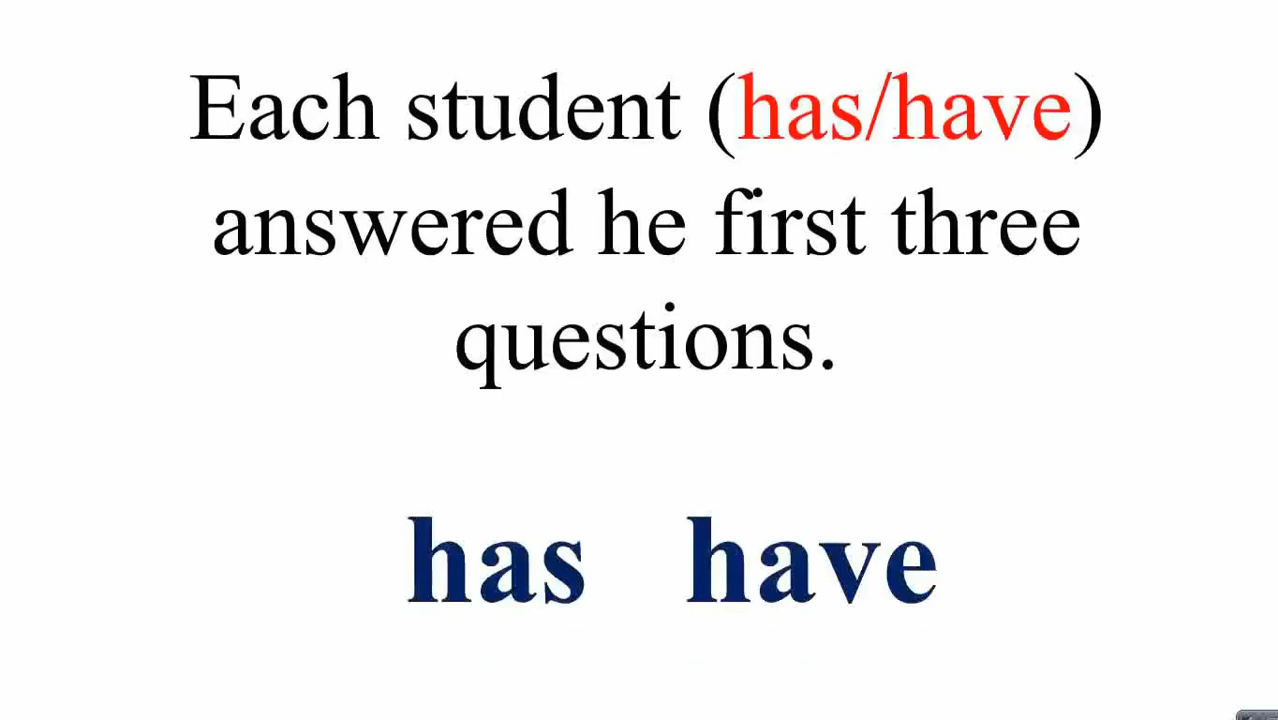 Each student (has/have)
answered he first three
questions.
has have